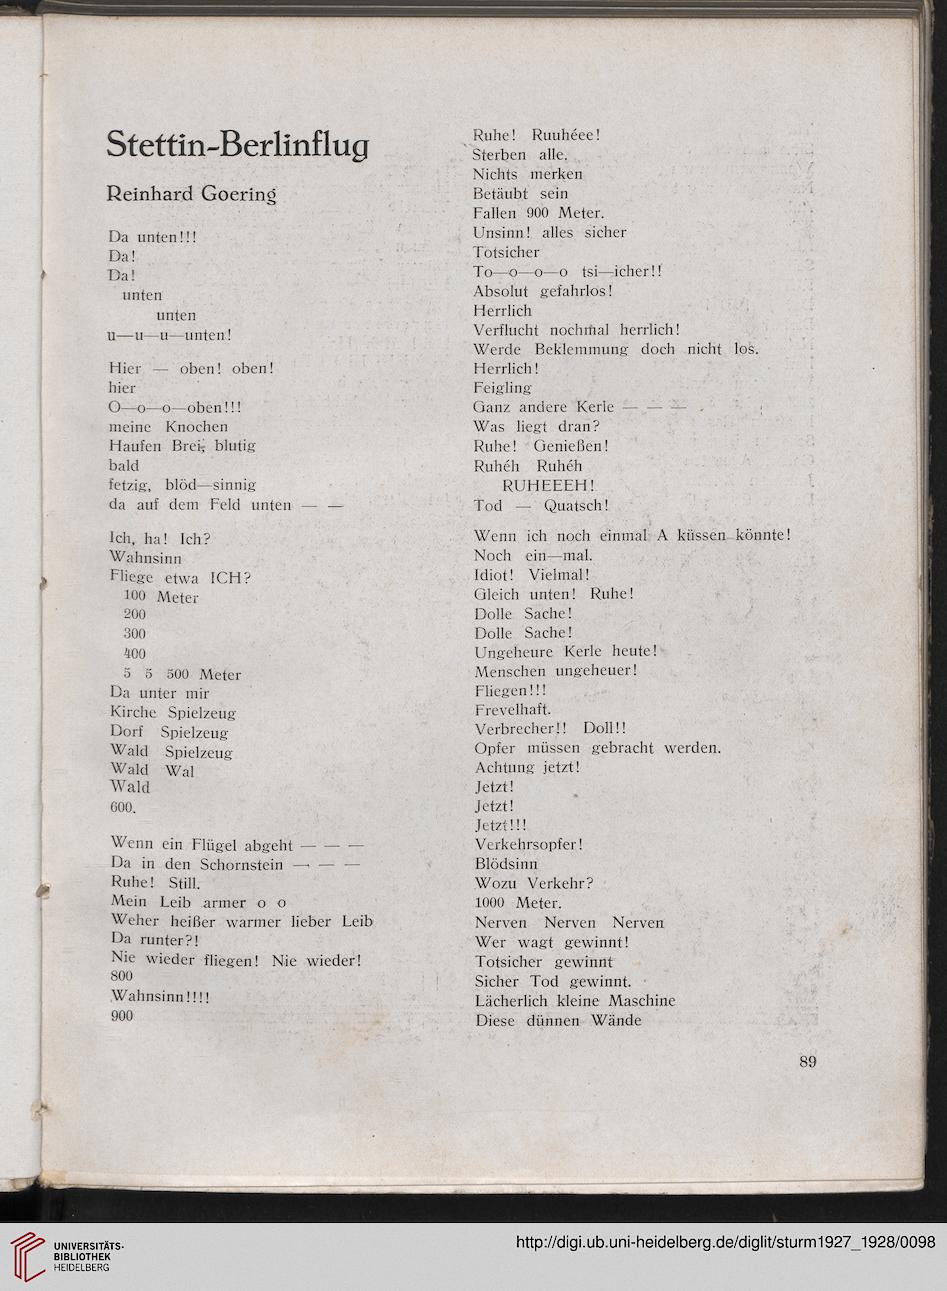 Stettin-Berlinflug
Reinhard Goering
Da unten!!!
Da!
Da!
unten
unten
u—u—u—unten!
Hier — oben! oben!
hier
O—o—o—oben!!!
meine Knochen
Haufen Brei, blutig
bald
fetzig, blöd—sinnig
da auf dem Feld unten — —
Ich, ha! Ich?
Wahnsinn
Fliege etwa ICH?
100 Meter
200
300
400
5 5 500 Meter
Da unter mir
Kirche Spielzeug
Dorf Spielzeug
Wald Spielzeug
Wald Wal
Wald
600.
Wenn ein Flügel abgeht — — —
Da in den Schornstein — — —
Ruhe! Still.
Mein Leib armer o o
Weher heißer warmer lieber Leib
Da runter?!
Nie wieder fliegen! Nie wieder!
800
Wahnsinn!!!!
900
Ruhe! Ruuhéee!
Sterben alle.
Nichts merken
Betäubt sein
Fallen 900 Meter.
Unsinn! alles sicher
Totsicher
To—o—o—o tsi—icher!!
Absolut gefahrlos!
Herrlich
Verflucht nochmal herrlich!
Werde Beklemmung doch nicht los.
Herrlich!
Feigling
Ganz andere Kerle — — —
Was liegt dran?
Ruhe! Genießen!
Ruhéh Ruhéh
RUHEEEH!
Tod — Quatsch!
Wenn ich noch einmal A küssen könnte!
Noch ein—mal.
Idiot! Vielmal!
Gleich unten! Ruhe!
Dolle Sache!
Dolle Sache!
Ungeheure Kerle heute!
Menschen ungeheuer!
Fliegen!!!
Frevelhaft.
Verbrecher!! Doll!!
Opfer müssen gebracht werden.
Achtung jetzt!
Jetzt!
Jetzt!
Jetzt!!!
Verkehrsopfer!
Blödsinn
Wozu Verkehr?
1000 Meter.
Nerven Nerven Nerven
Wer wagt gewinnt!
Totsicher gewinnt
Sicher Tod gewinnt.
Lächerlich kleine Maschine
Diese dünnen Wände
89
UNIVERSITÄTS-
BIBLIOTHEK
HEIDELBERG
http://digi.ub.uni-heidelberg.de/diglit/sturm1927_1928/0098